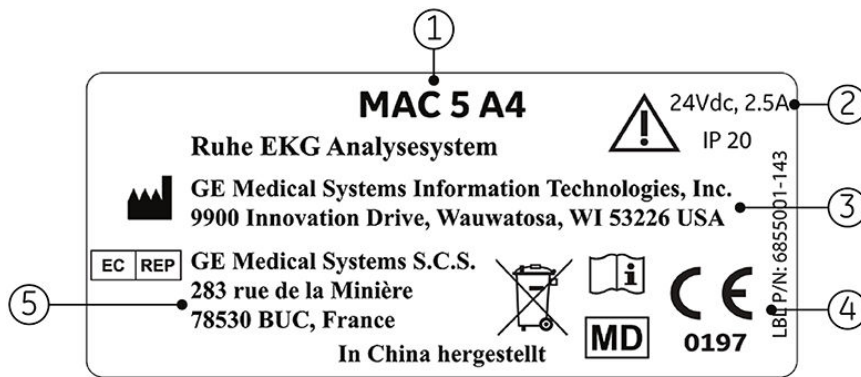 1
MAC 5 A4
24Vdc, 2.5A
2
IP 20
Ruhe EKG Analysesystem
GE Medical Systems Information Technologies, Inc.
9900 Innovation Drive, Wauwatosa, WI 53226 USA
3
EC REP
GE Medical Systems S.C.S.
283 rue de la Minière
78530 BUC, France
5
In China hergestellt
i
MD
CE
0197
4
LBL P/N: 6855001-143